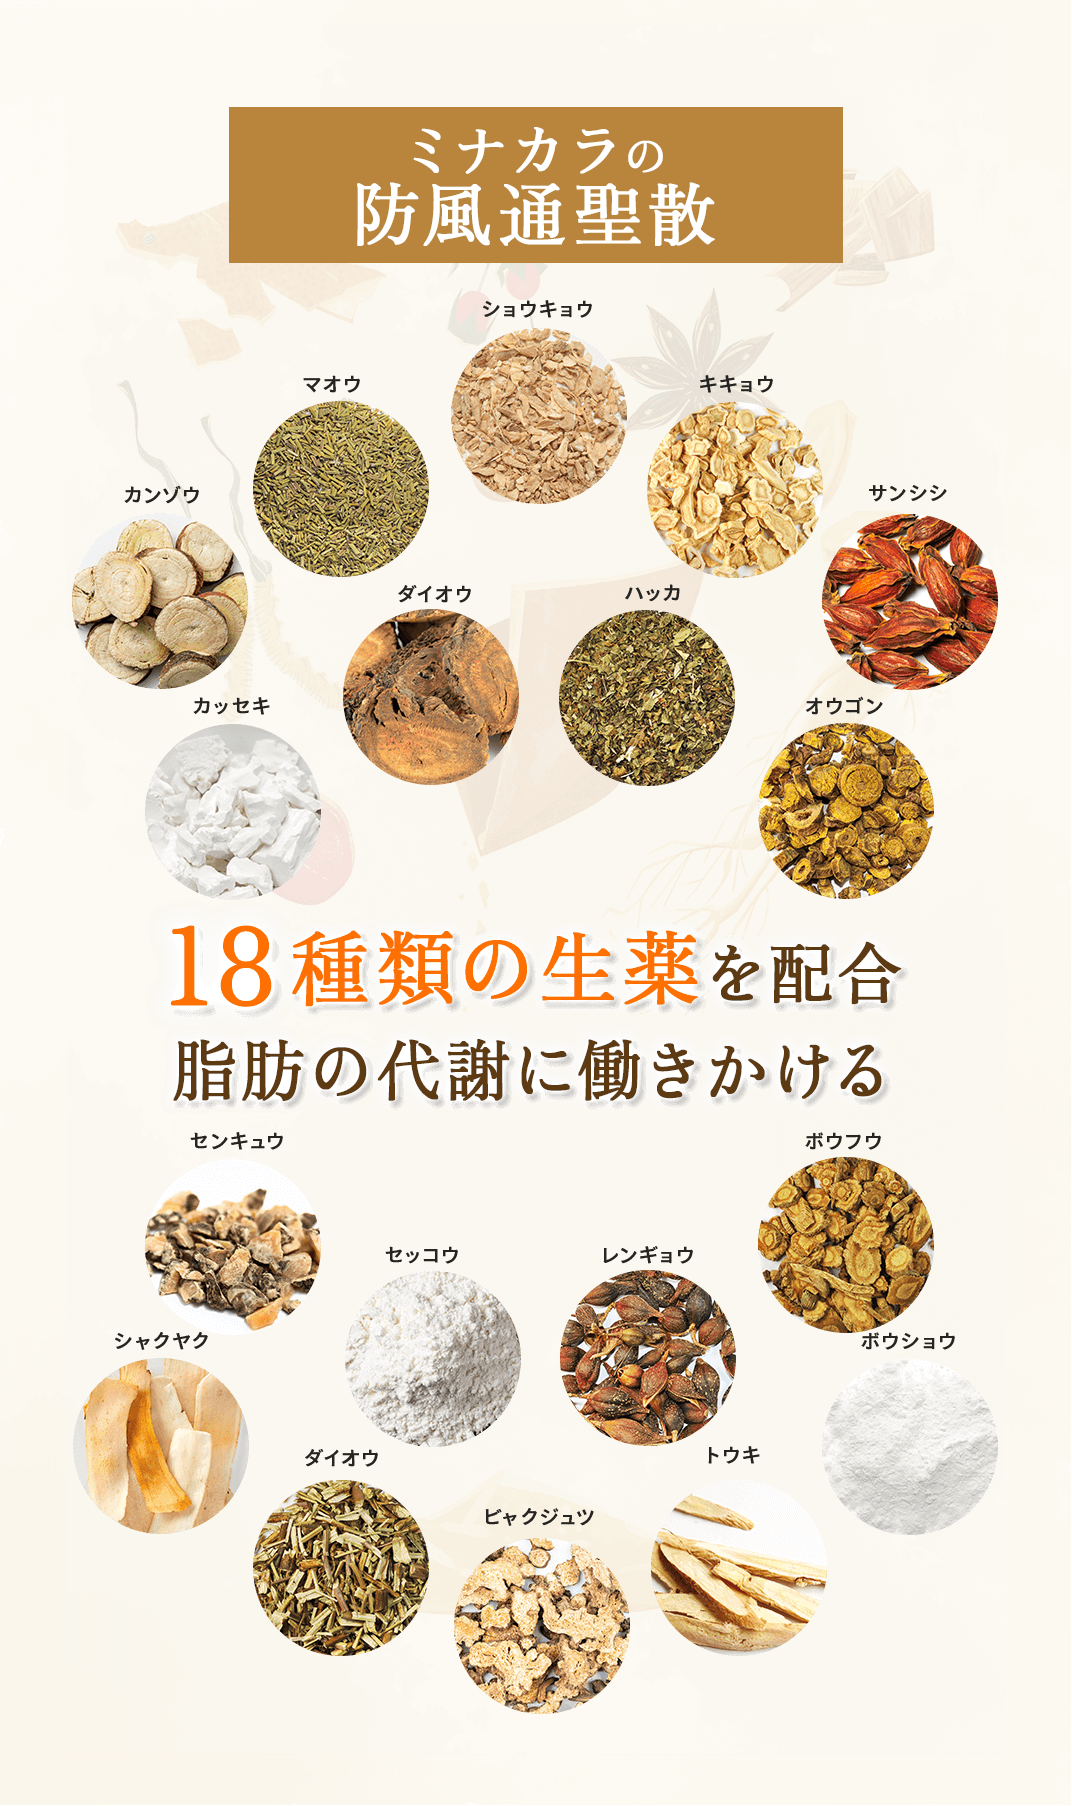 ミナカラの
防風通聖散
ショウキョウ
マオウ
キキョウ
カンゾウ
サンシシ
ダイオウ
ハッカ
カッセキ
オウゴン
18種類の生薬を配合
脂肪の代謝に働きかける
センキュウ
ボウフウ
セッコウ
レンギョウ
シャクヤク
ボウショウ
ダイオウ
トウキ
ビャクジュツ